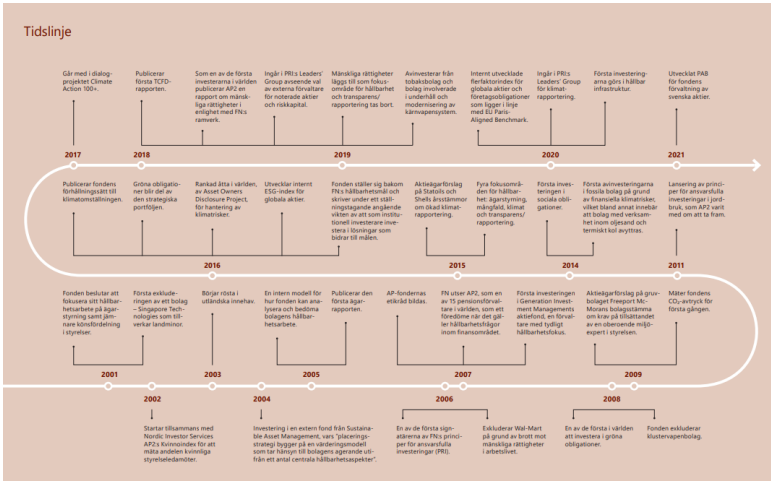 Tidslinje
Går med i dialog-
projektet Climate
Action 100+.
Publicerar
första TCFD-
rapporten.
Som en av de första
investerarna i världen
publicerar AP2 en
rapport om mänsk-
liga rättigheter i
enlighet med FN:s
ramverk.
Ingår i PRI:s Leaders’
Group avseende val
av externa förvaltare
för noterade aktier
och riskkapital.
Mänskliga rättigheter
läggs till som fokus-
område för hållbarhet
och transparens/
rapportering tas bort.
Avinvesterar från
tobaksbolag och
bolag involverade
i underhåll och
modernisering av
kärnvapensystem.
Internt utvecklade
flerfaktorindex för
globala aktier och
företagsobligationer
som ligger i linje
med EU Paris-
Aligned Benchmark.
Ingår i PRI:s
Leaders’ Group
för klimat-
rapportering.
Första investering-
arna görs i hållbar
infrastruktur.
Utvecklat PAB
för fondens
förvaltning av
svenska aktier.
2017
2018
2019
2020
2021
Publicerar fondens
förhållningssätt till
klimatomställningen.
Gröna obligatio-
ner blir del av
den strategiska
portföljen.
Rankad åtta i världen,
av Asset Owners
Disclosure Project,
för hantering av
klimatrisker.
Utvecklar internt
ESG-index för
globala aktier.
Fonden ställer sig bakom
FN:s hållbarhetsmål och
skriver under ett ställ-
ningstagande angående
vikten av att som institutio-
nell investerare inves-
tera i lösningar som
bidrar till målen.
Aktieägarförslag
på Statoils och
Shells årsstämmor
om ökad klimat-
rapportering.
Fyra fokusområden
för hållbar-
het: ägarstyrning,
mångfald, klimat
och transparens/
rapportering.
Första inves-
teringen i
sociala obli-
gationer.
Första avinvesteringarna
i fossila bolag på grund
av finansiella klimatrisker,
vilket bland annat innebär
att bolag med verksam-
het inom oljesand och
termiskt kol avyttras.
Lansering av princi-
per för ansvarsfulla
investeringar i jord-
bruk, som AP2 varit
med om att ta fram.
2016
2015
2014
2011
Fonden beslutar att
fokusera sitt hållbar-
hetsarbete på ägar-
styrning samt jäm-
nare könsfördelning
i styrelser.
Första exklude-
ringen av ett bolag
– Singapore Tech-
nologies som till-
verkar landminor.
Börjar rösta i
utländska innehav.
En intern modell för
hur fonden kan ana-
lysera och bedöma
bolagens hållbar-
hetsarbete.
Publicerar den
första ägar-
rapporten.
AP-fondernas
etikråd bildas.
FN utser AP2, som en
av 15 pensionsförval-
tare i världen, som ett
föredöme när det gäl-
ler hållbarhetsfrågor
inom finansområdet.
Första investeringen
i Generation Invest-
ment Managements
aktiefond, en förval-
tare med tydligt
hållbarhetsfokus.
Aktieägarförslag på gruv-
bolaget Freeport Mc-
Morans bolagsstämma
om krav på tillsättandet
av en oberoende miljö-
expert i styrelsen.
Mäter fondens
CO₂-avtryck för
första gången.
2001
2003
2005
2007
2009
2002
2004
2006
2008
Startar tillsammans med
Nordic Investor Services
AP2:s Kvinnoindex för att
mäta andelen kvinnliga
styrelseledamöter.
Investering i en extern fond från Sustaina-
ble Asset Management, vars ”placerings-
strategi bygger på en värderingsmodell
som tar hänsyn till bolagens agerande uti-
från ett antal centrala hållbarhetsaspekter”.
En av de första sign-
atärerna av FN:s princi-
per för ansvarsfulla
investeringar (PRI).
Exkluderar Wal-Mart
på grund av brott mot
mänskliga rättigheter
i arbetslivet.
En av de första i världen
att investera i gröna
obligationer.
Fonden exkluderar
klustervapenbolag.